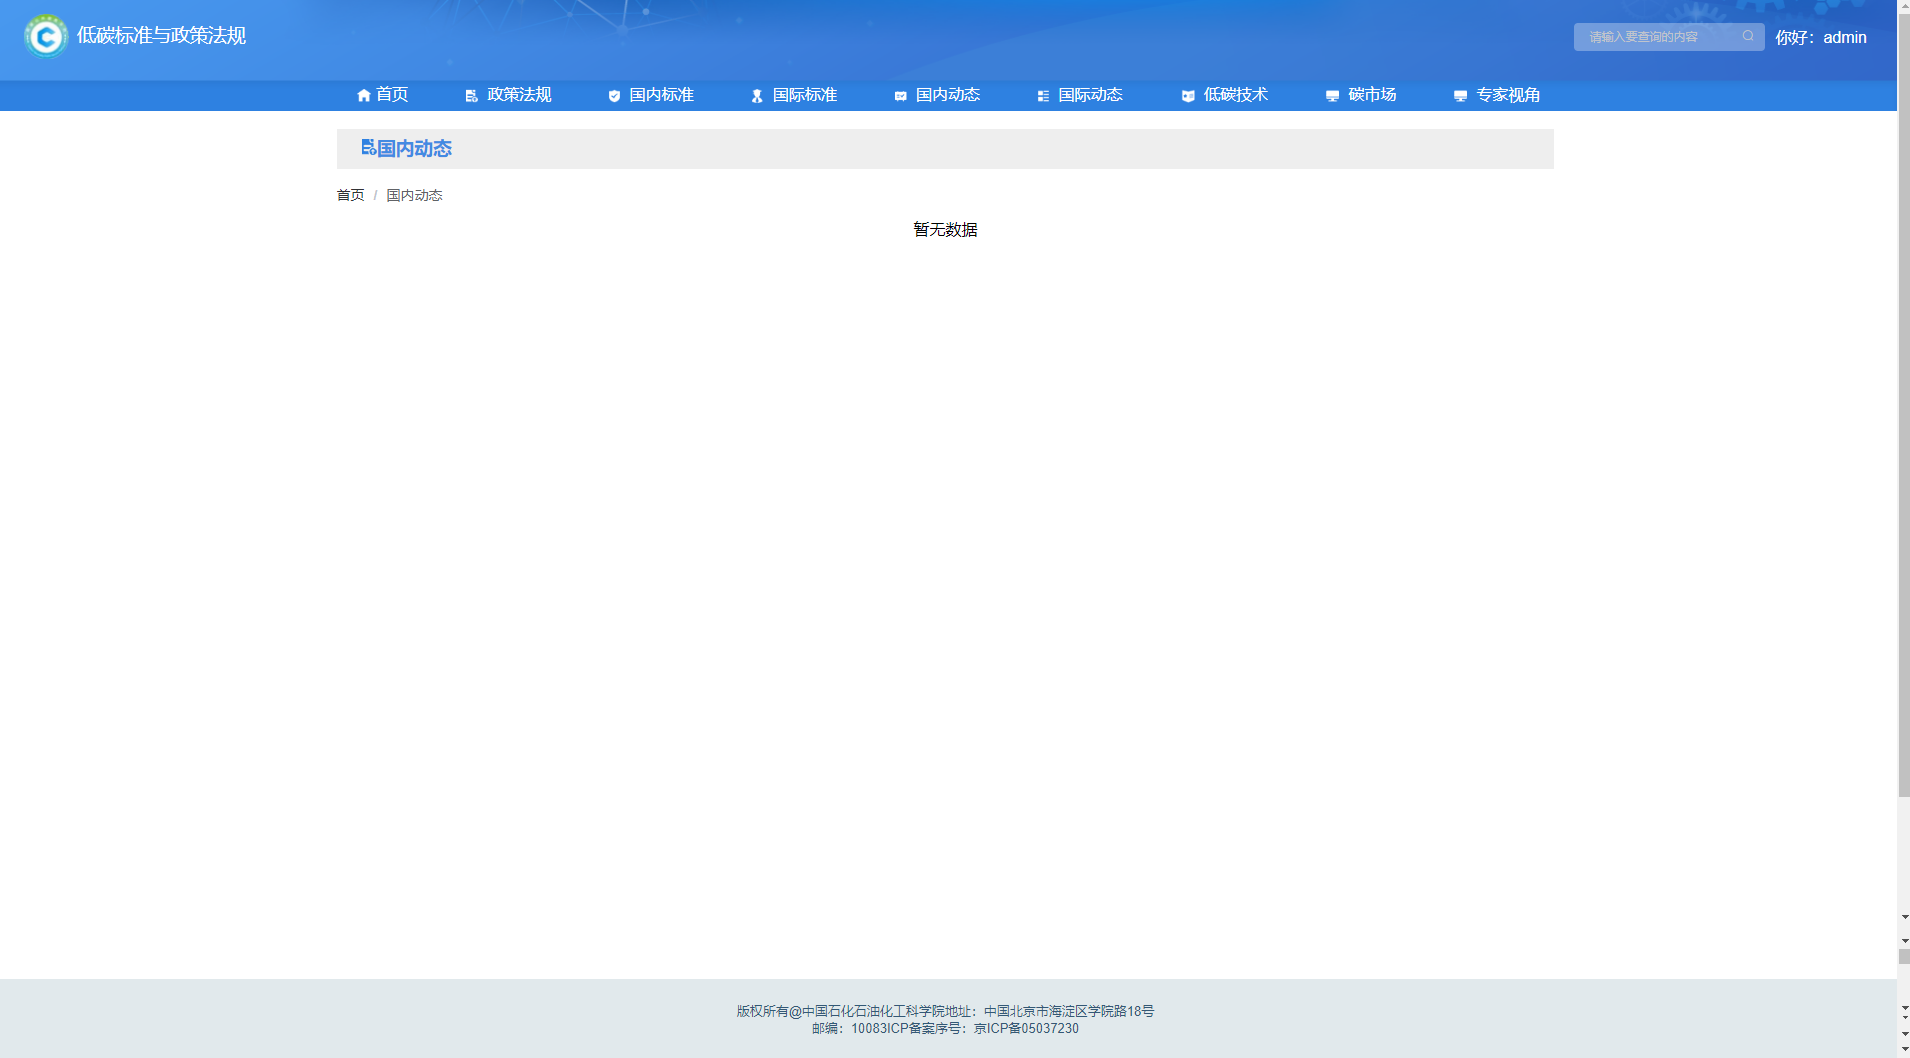 低碳标准与政策法规
请输入要查询的内容
你好：admin
首页 政策法规 国内标准 国际标准 国内动态 国际动态 低碳技术 碳市场 专家视角
国内动态
首页 / 国内动态
暂无数据
版权所有@中国石化石油化工科学院地址：中国北京市海淀区学院路18号
邮编：10083ICP备案序号：京ICP备05037230